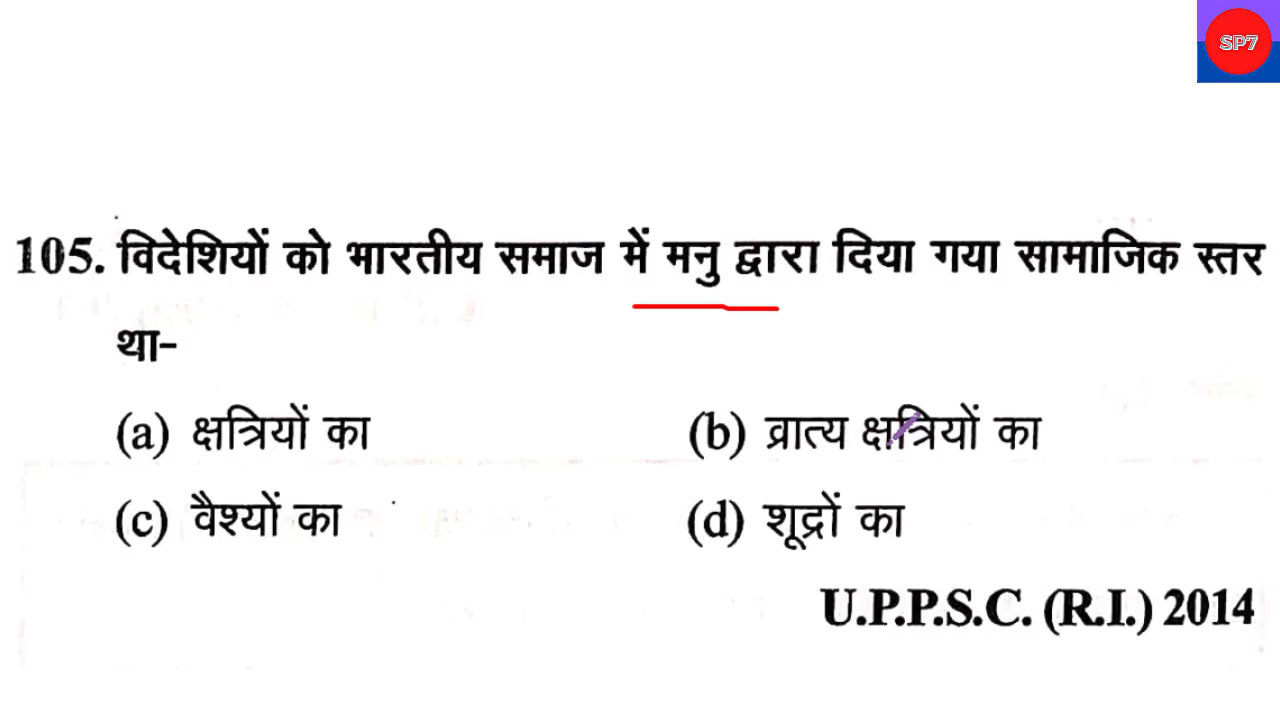 SP7
105. विदेशियों को भारतीय समाज में मनु द्वारा दिया गया सामाजिक स्तर
था-
(a) क्षत्रियों का (b) व्रात्य क्षत्रियों का
(c) वैश्यों का (d) शूद्रों का
U.P.P.S.C. (R.I.) 2014